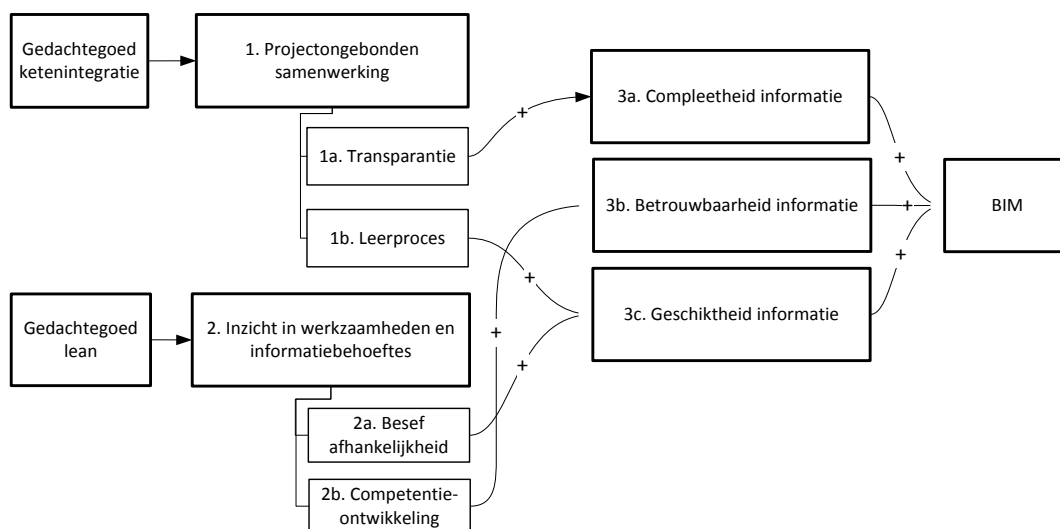 Gedachtegoed
ketenintegratie
1. Projectongebonden
samenwerking
1a. Transparantie
1b. Leerproces
Gedachtegoed
lean
2. Inzicht in werkzaamheden en
informatiebehoeftes
2a. Besef
afhankelijkheid
2b. Competentie-
ontwikkeling
+
+
+
+
3a. Compleetheid informatie
3b. Betrouwbaarheid informatie
3c. Geschiktheid informatie
+
+
+
BIM